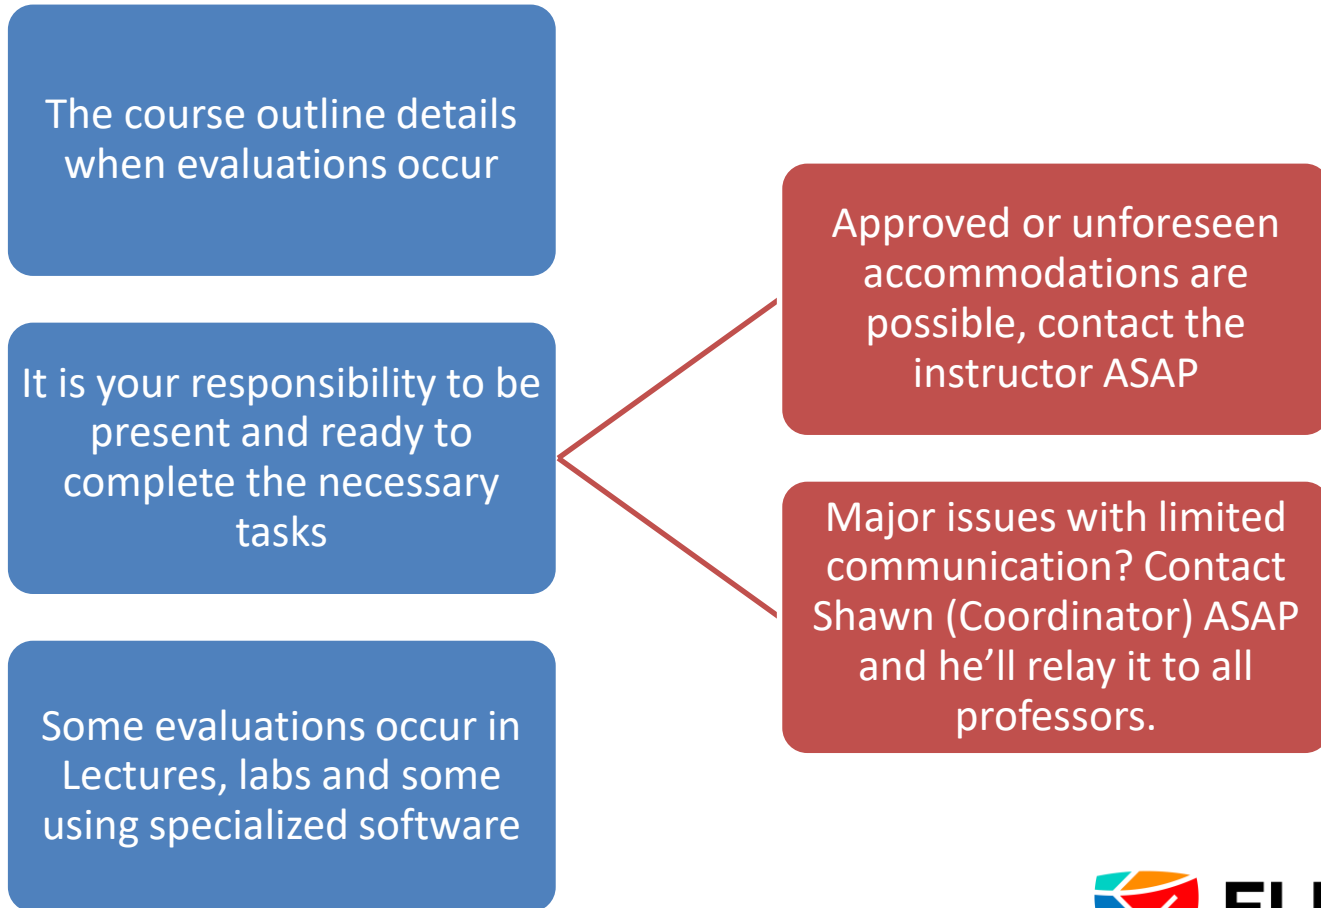 The course outline details
when evaluations occur
It is your responsibility to be
present and ready to
complete the necessary
tasks
Some evaluations occur in
Lectures, labs and some
using specialized software
Approved or unforeseen
accommodations are
possible, contact the
instructor ASAP
Major issues with limited
communication? Contact
Shawn (Coordinator) ASAP
and he’ll relay it to all
professors.